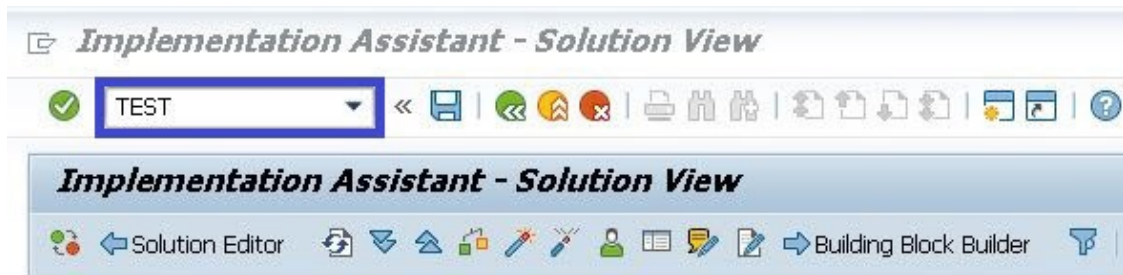 Implementation Assistant - Solution View
TEST
Implementation Assistant - Solution View
Solution Editor Building Block Builder